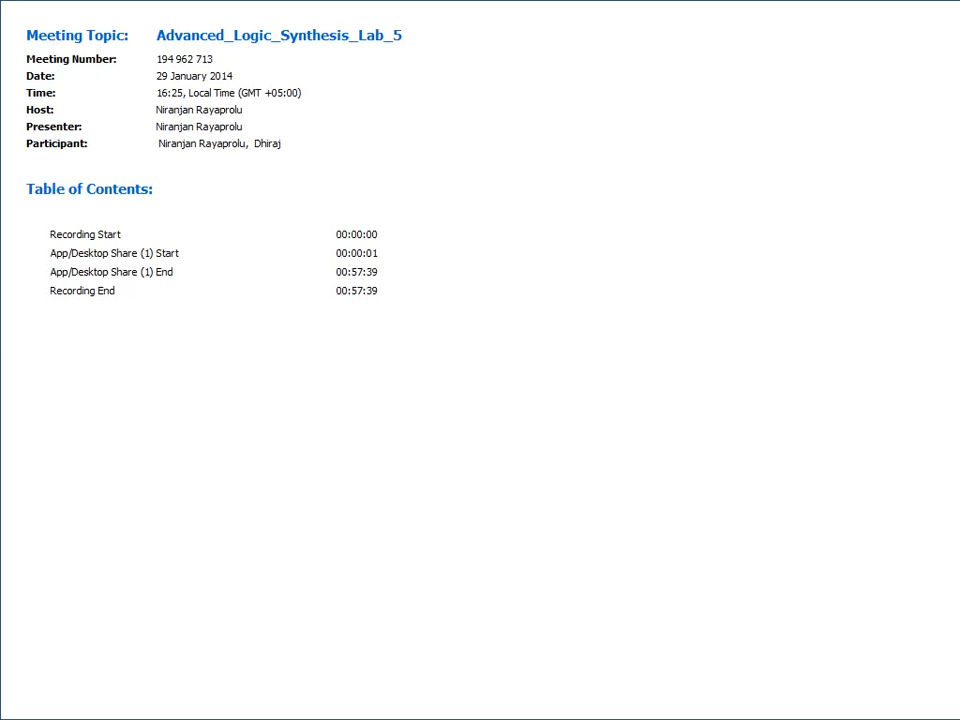 Meeting Topic: Advanced_Logic_Synthesis_Lab_5
Meeting Number: 194 962 713
Date: 29 January 2014
Time: 16:25, Local Time (GMT +05:00)
Host: Niranjan Rayaprolu
Presenter: Niranjan Rayaprolu
Participant: Niranjan Rayaprolu, Dhiraj
Table of Contents:
Recording Start 00:00:00
App/Desktop Share (1) Start 00:00:01
App/Desktop Share (1) End 00:57:39
Recording End 00:57:39